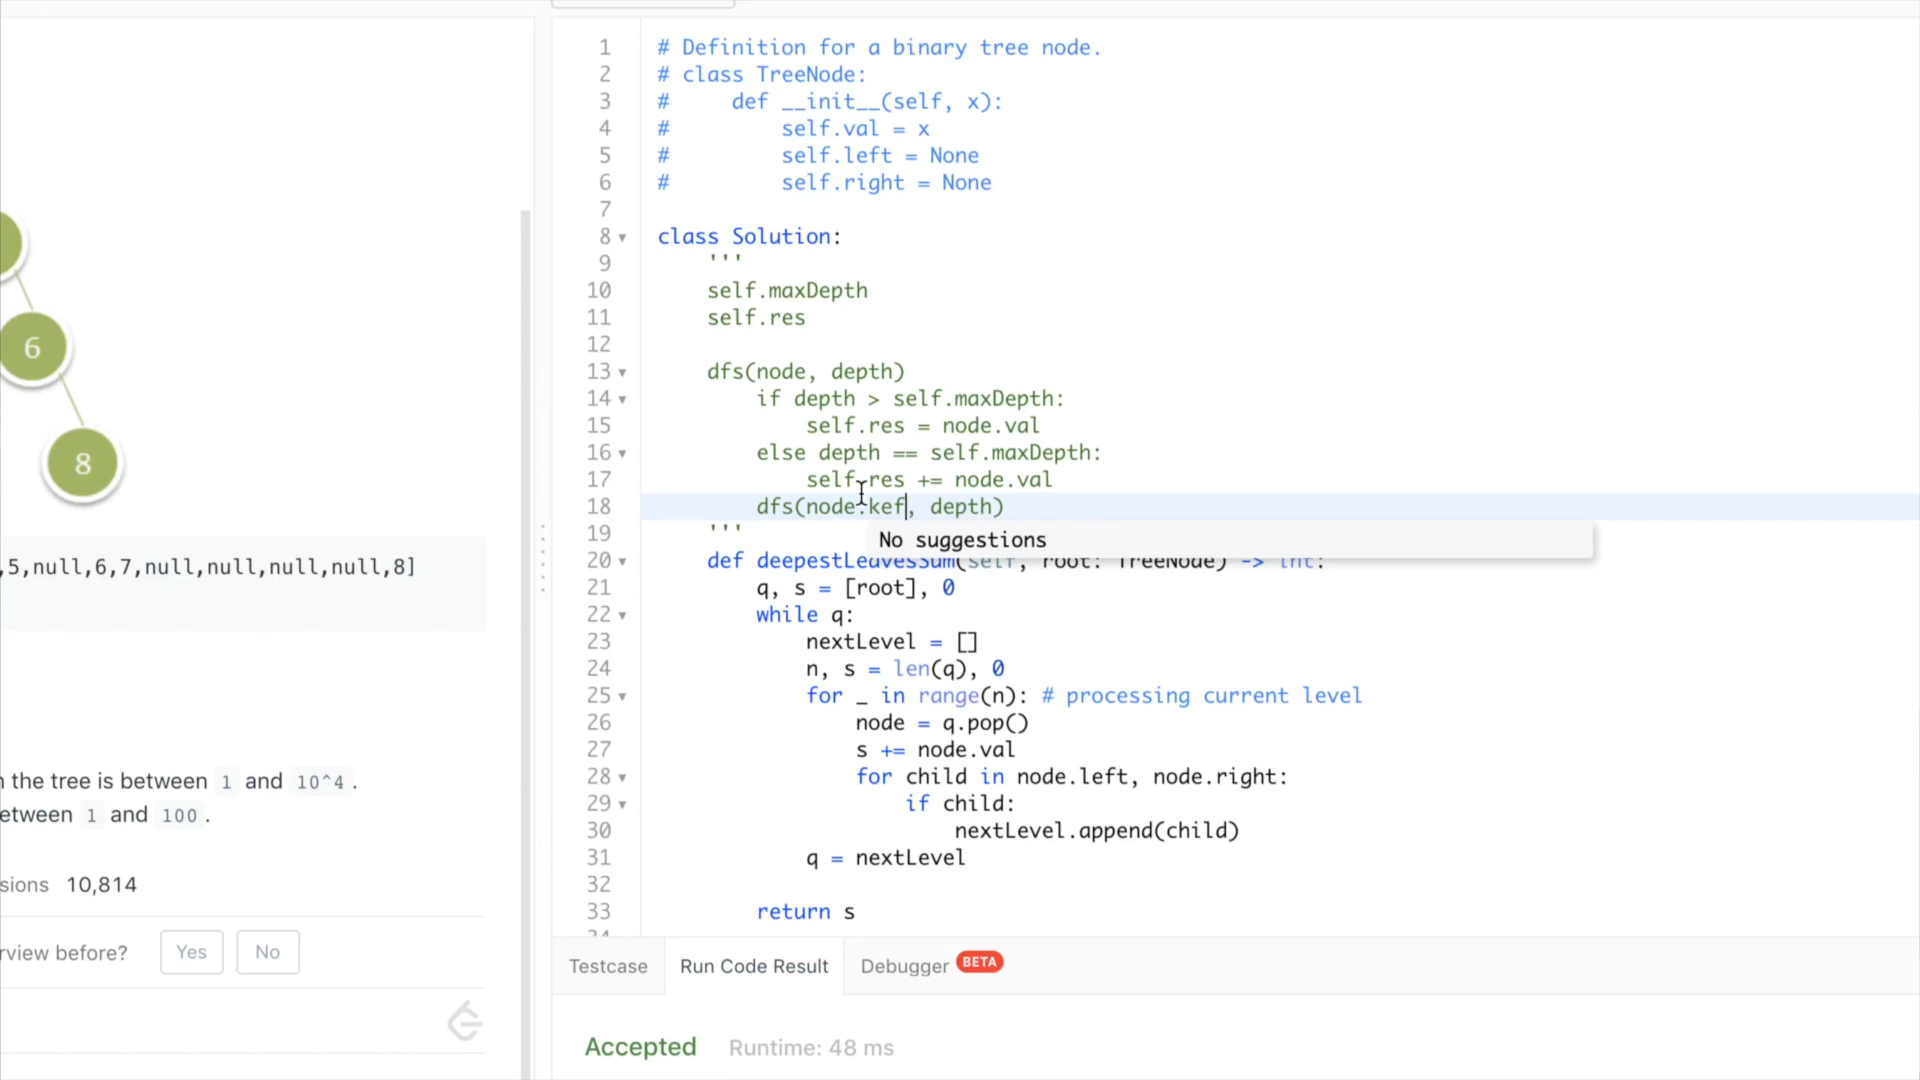 6
8
,5,null,6,7,null,null,null,null,8]
n the tree is between 1 and 10^4.
etween 1 and 100.
sions 10,814
rview before? Yes No
1 # Definition for a binary tree node.
2 # class TreeNode:
3 #     def __init__(self, x):
4 #         self.val = x
5 #         self.left = None
6 #         self.right = None
7
8 class Solution:
9     '''
10     self.maxDepth
11     self.res
12
13     dfs(node, depth)
14         if depth > self.maxDepth:
15             self.res = node.val
16         else depth == self.maxDepth:
17             self.res += node.val
18         dfs(node.kef, depth)
19     '''
No suggestions
20     def deepestLeavesSum(self, root: TreeNode) -> int:
21         q, s = [root], 0
22         while q:
23             nextLevel = []
24             n, s = len(q), 0
25             for _ in range(n): # processing current level
26                 node = q.pop()
27                 s += node.val
28                 for child in node.left, node.right:
29                     if child:
30                         nextLevel.append(child)
31             q = nextLevel
32
33         return s
34
Testcase Run Code Result Debugger BETA
Accepted Runtime: 48 ms